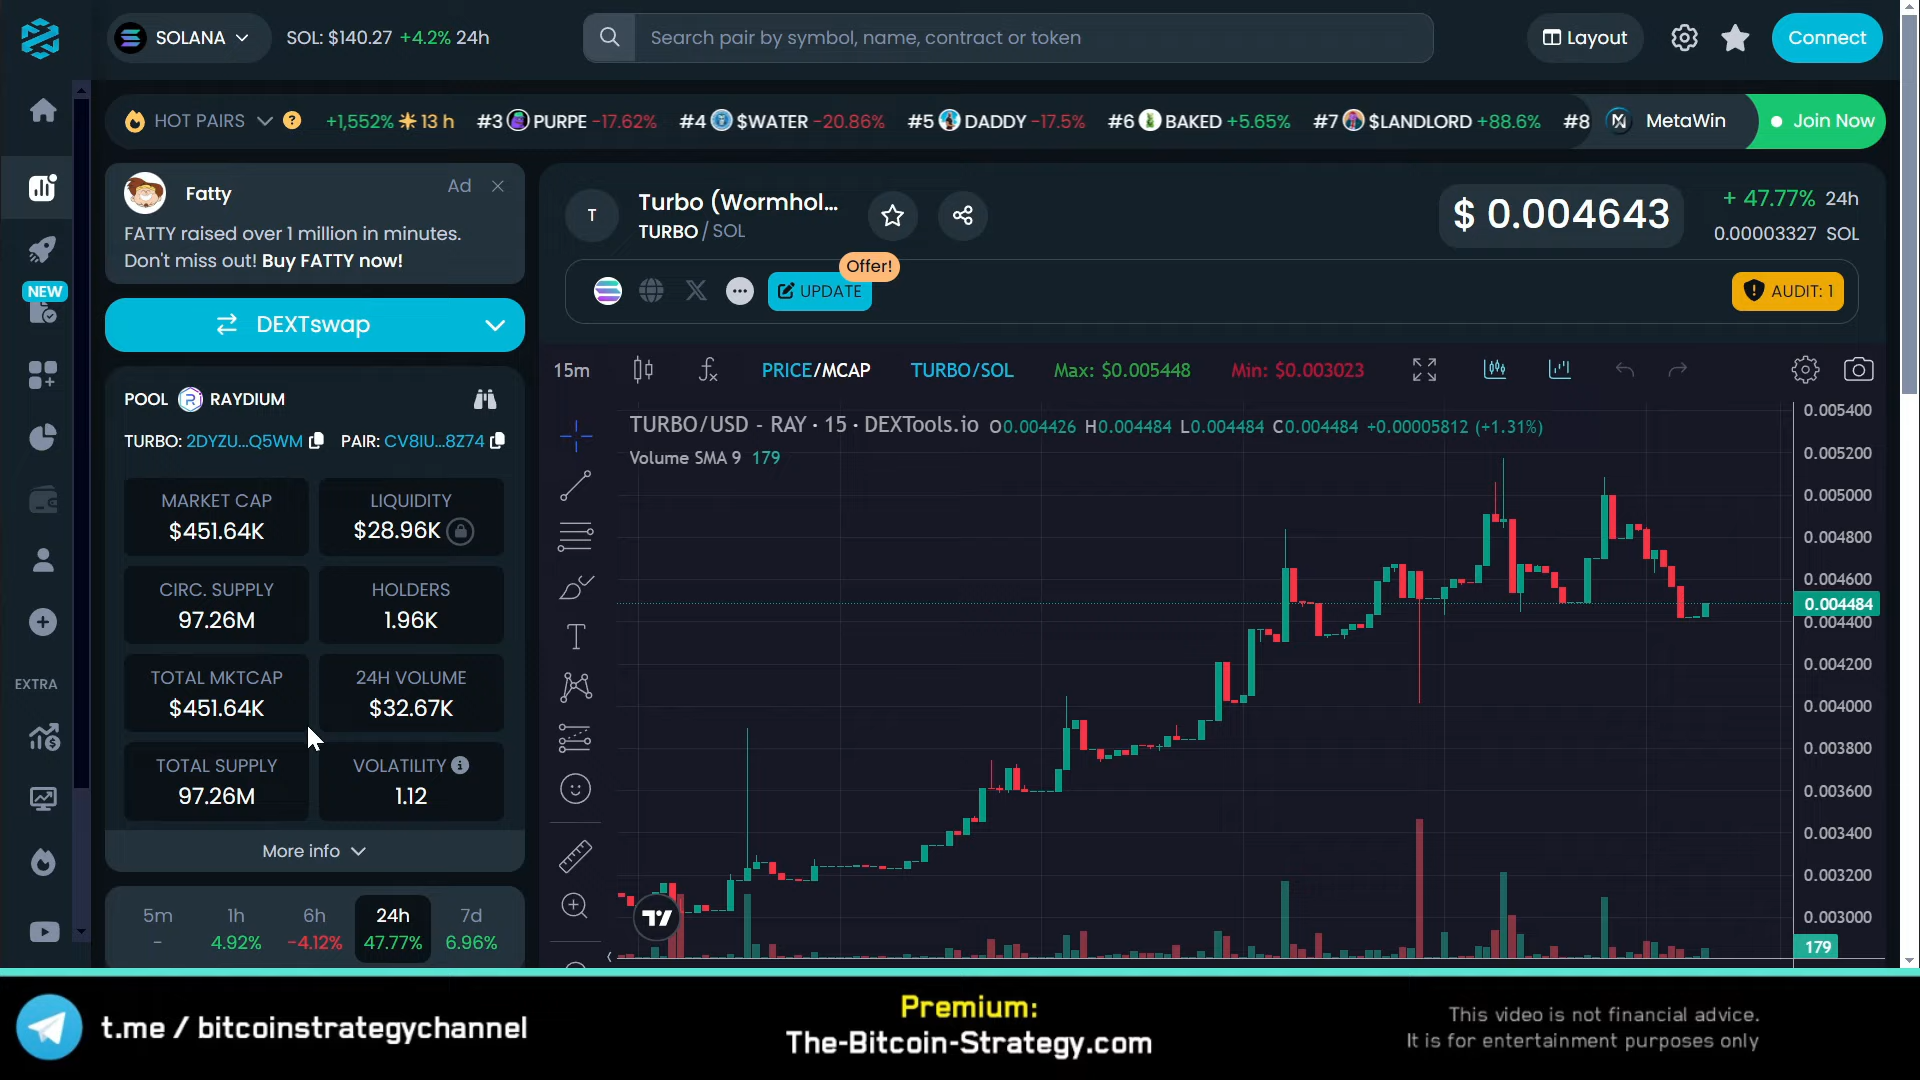 SOLANA
SOL: $140.27 +4.2% 24h
Search pair by symbol, name, contract or token
Layout
Connect
HOT PAIRS ? +1,552% 13 h #3 PURPE -17.62% #4 $WATER -20.86% #5 DADDY -17.5% #6 BAKED +5.65% #7 $LANDLORD +88.6% #8
MetaWin
Join Now
NEW
EXTRA
Fatty
Ad
FATTY raised over 1 million in minutes.
Don't miss out! Buy FATTY now!
DEXTswap
POOL RAYDIUM
TURBO: 2DYZU...Q5WM PAIR: CV8IU...8Z74
MARKET CAP
$451.64K
LIQUIDITY
$28.96K
CIRC. SUPPLY
97.26M
HOLDERS
1.96K
TOTAL MKTCAP
$451.64K
24H VOLUME
$32.67K
TOTAL SUPPLY
97.26M
VOLATILITY
1.12
More info
5m
-
1h
4.92%
6h
-4.12%
24h
47.77%
7d
6.96%
T
Turbo (Wormhol...
TURBO / SOL
$ 0.004643
+ 47.77% 24h
0.00003327 SOL
Offer!
UPDATE
AUDIT: 1
15m
PRICE/MCAP
TURBO/SOL
Max: $0.005448
Min: $0.003023
TURBO/USD - RAY · 15 · DEXTools.io O0.004426 H0.004484 L0.004484 C0.004484 +0.00005812 (+1.31%)
Volume SMA 9 179
0.005400
0.005200
0.005000
0.004800
0.004600
0.004484
0.004400
0.004200
0.004000
0.003800
0.003600
0.003400
0.003200
0.003000
179
t.me / bitcoinstrategychannel
Premium:
The-Bitcoin-Strategy.com
This video is not financial advice.
It is for entertainment purposes only